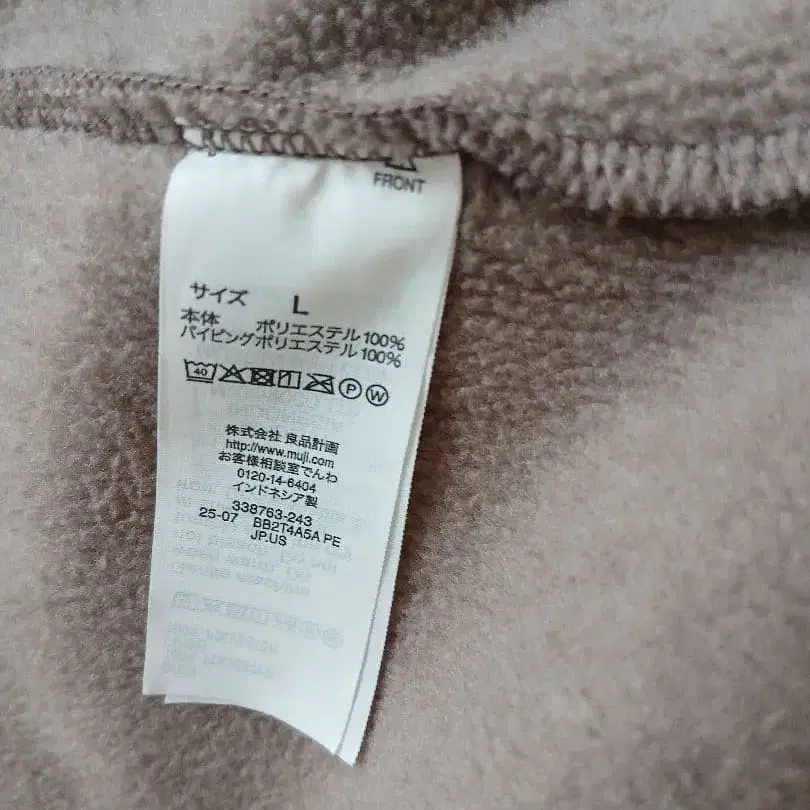 FRONT
サイズ L
本体 ポリエステル100%
パイピングポリエステル100%
40 P W
株式会社 良品計画
http://www.muji.com
お客様相談室でんわ
0120-14-6404
インドネシア製
338763-243
25-07 BB2T4A5A PE
JP.US